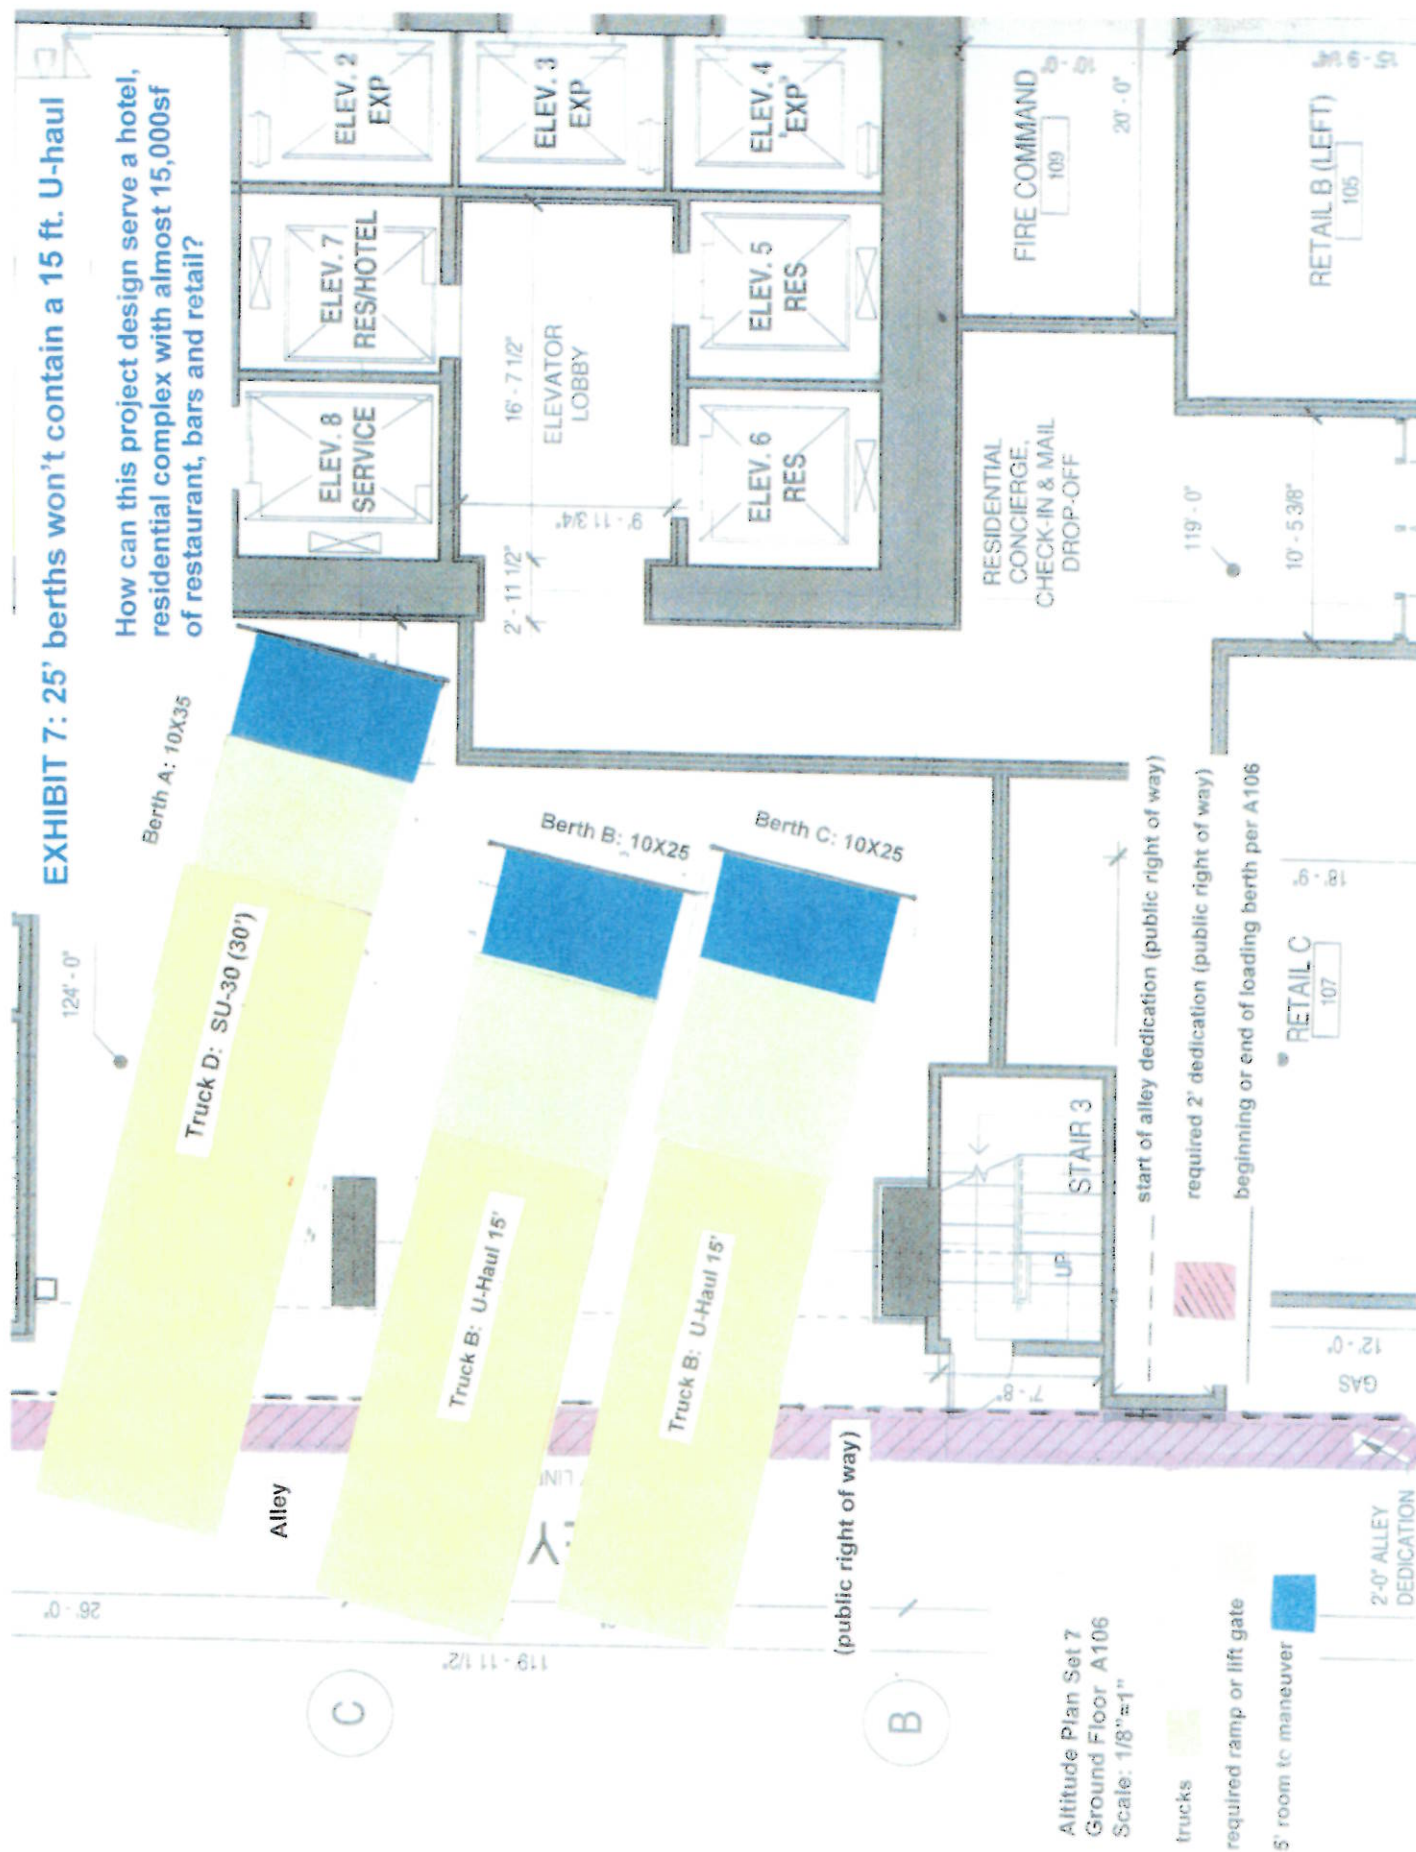 EXHIBIT 7: 25' berths won't contain a 15 ft. U-haul
How can this project design serve a hotel,
residential complex with almost 15,000sf
of restaurant, bars and retail?
Berth A: 10X35
Berth B: 10X25
Berth C: 10X25
124' - 0"
Truck D: SU-30 (30')
Truck B: U-Haul 15'
Truck B: U-Haul 15'
ELEV. 2
EXP
ELEV. 3
EXP
ELEV. 4
EXP
ELEV. 7
RES/HOTEL
ELEV. 8
SERVICE
16' - 7 1/2"
ELEVATOR
LOBBY
9' - 11 3/4"
2' - 11 1/2"
ELEV. 5
RES
ELEV. 6
RES
FIRE COMMAND
109
10' - 0"
20' - 0"
RETAIL B (LEFT)
105
RESIDENTIAL
CONCIERGE,
CHECK-IN & MAIL
DROP-OFF
119' - 0"
10' - 5 3/8"
18' - 9"
RETAIL C
107
STAIR 3
UP
7' - 8"
12' - 0"
GAS
start of alley dedication (public right of way)
required 2' dedication (public right of way)
beginning or end of loading berth per A106
Alley
(public right of way)
26' - 0"
119' - 11 1/2"
C
B
2'-0" ALLEY
DEDICATION
Altitude Plan Set 7
Ground Floor A106
Scale: 1/8"=1"
trucks
required ramp or lift gate
5' room to maneuver